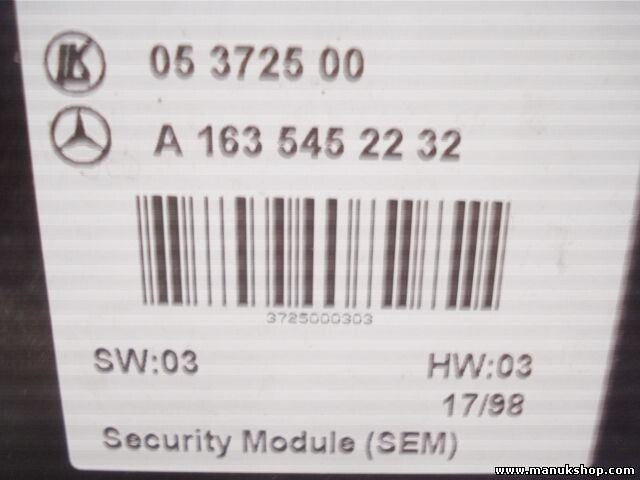 LK 05 3725 00
A 163 545 22 32
3725000303
SW:03 HW:03
17/98
Security Module (SEM)
www.manukshop.com